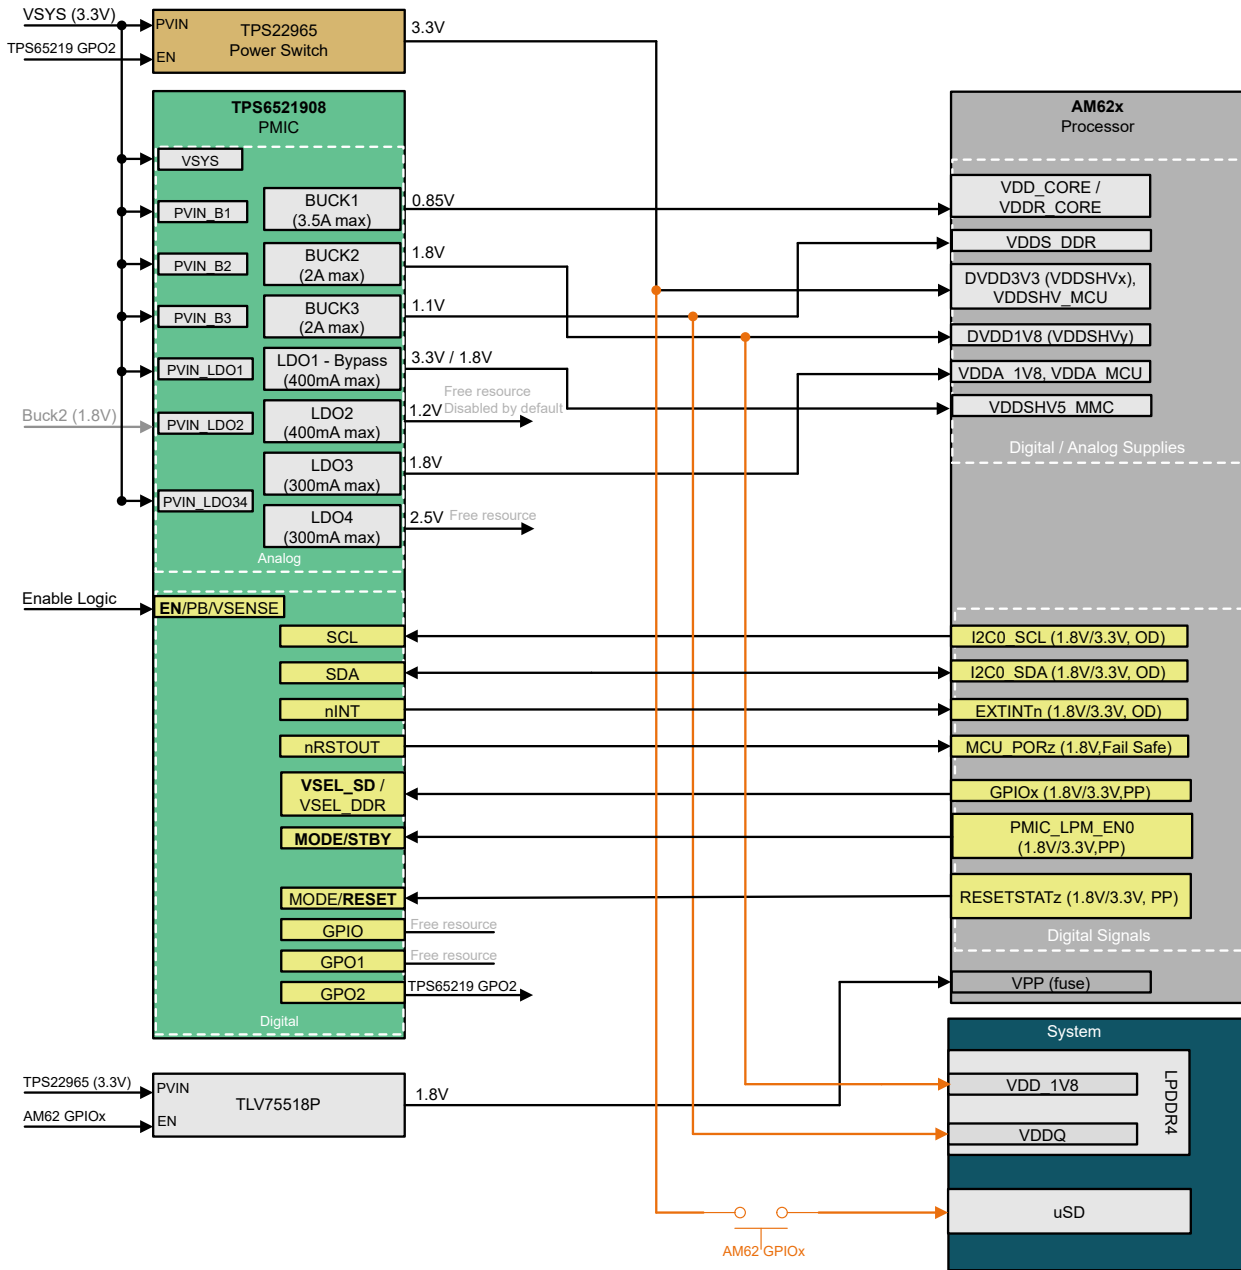 VSYS (3.3V)
TPS65219 GPO2
PVIN
EN
TPS22965
Power Switch
3.3V
TPS6521908
PMIC
VSYS
PVIN_B1
PVIN_B2
PVIN_B3
PVIN_LDO1
Buck2 (1.8V)
PVIN_LDO2
PVIN_LDO34
BUCK1
(3.5A max)
0.85V
BUCK2
(2A max)
1.8V
BUCK3
(2A max)
1.1V
LDO1 - Bypass
(400mA max)
3.3V / 1.8V
LDO2
(400mA max)
1.2V
Free resource
Disabled by default
LDO3
(300mA max)
1.8V
LDO4
(300mA max)
2.5V
Free resource
Analog
Enable Logic
EN/PB/VSENSE
SCL
SDA
nINT
nRSTOUT
VSEL_SD /
VSEL_DDR
MODE/STBY
MODE/RESET
GPIO
Free resource
GPO1
Free resource
GPO2
TPS65219 GPO2
Digital
AM62x
Processor
VDD_CORE /
VDDR_CORE
VDDS_DDR
DVDD3V3 (VDDSHVx),
VDDSHV_MCU
DVDD1V8 (VDDSHVy)
VDDA_1V8, VDDA_MCU
VDDSHV5_MMC
Digital / Analog Supplies
I2C0_SCL (1.8V/3.3V, OD)
I2C0_SDA (1.8V/3.3V, OD)
EXTINTn (1.8V/3.3V, OD)
MCU_PORz (1.8V,Fail Safe)
GPIOx (1.8V/3.3V,PP)
PMIC_LPM_EN0
(1.8V/3.3V,PP)
RESETSTATz (1.8V/3.3V, PP)
Digital Signals
VPP (fuse)
TPS22965 (3.3V)
AM62 GPIOx
PVIN
EN
TLV75518P
1.8V
System
VDD_1V8
VDDQ
LPDDR4
uSD
AM62 GPIOx